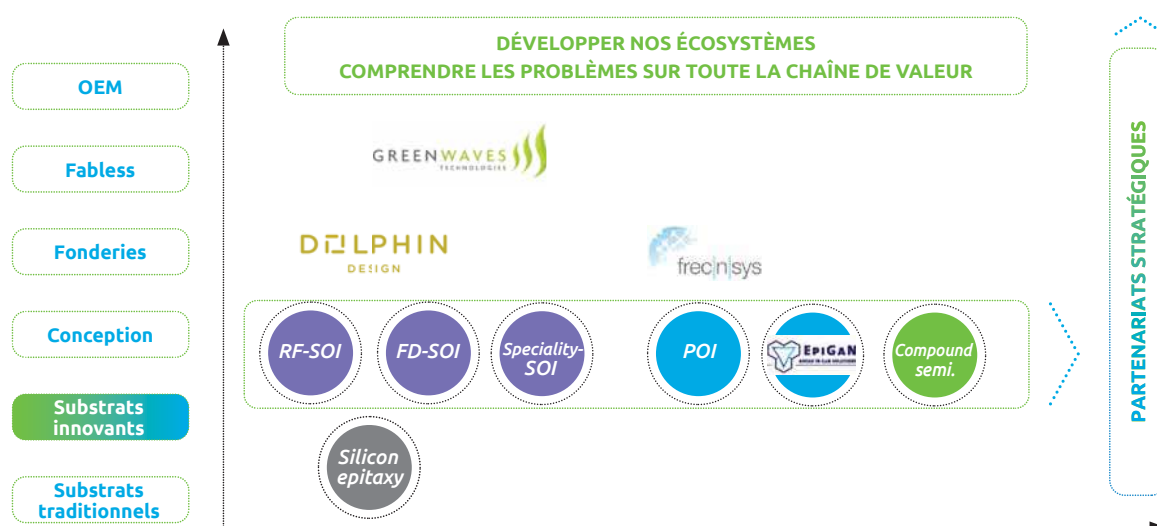 DÉVELOPPER NOS ÉCOSYSTÈMES
COMPRENDRE LES PROBLÈMES SUR TOUTE LA CHAÎNE DE VALEUR
OEM
Fabless
Fonderies
Conception
Substrats
innovants
Substrats
traditionnels
GREENWAVES
TECHNOLOGIES
DOLPHIN
DESIGN
frec|n|sys
RF-SOI
FD-SOI
Speciality-
SOI
POI
EPIGAN
Compound
semi.
Silicon
epitaxy
PARTENARIATS STRATÉGIQUES